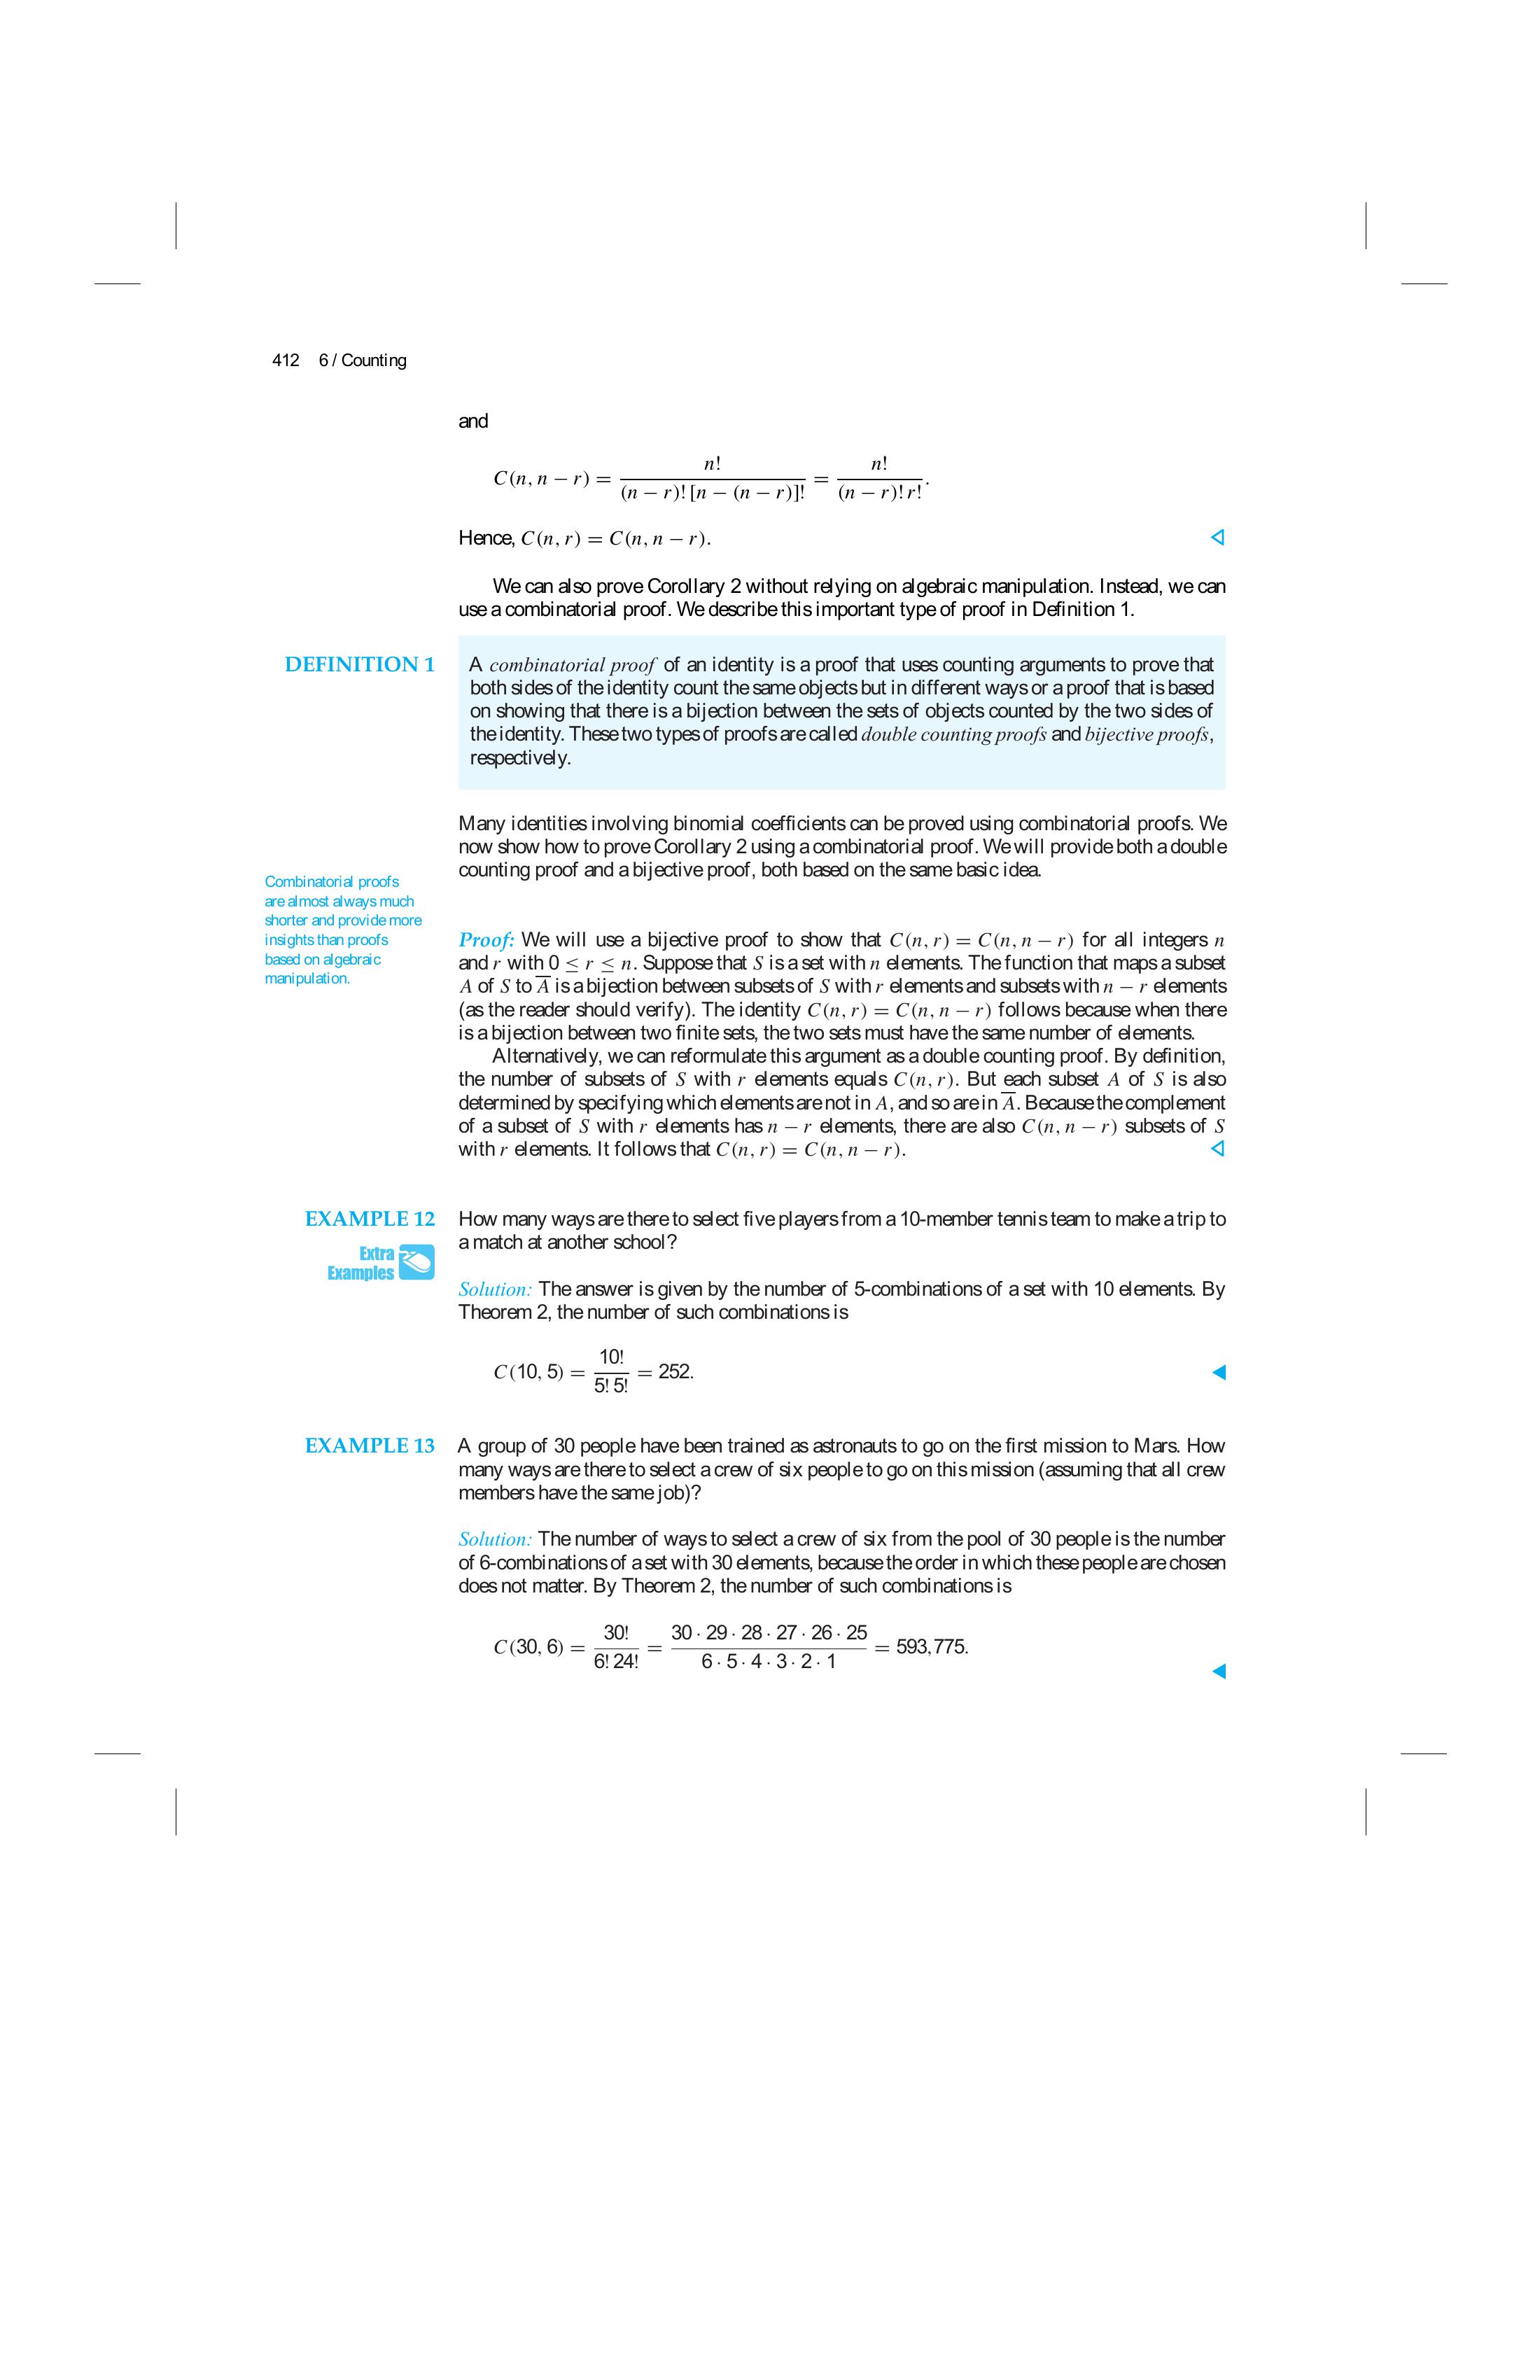 412 6 / Counting
and
C(n, n − r) = n! / (n − r)! [n − (n − r)]! = n! / (n − r)! r! .
Hence, C(n, r) = C(n, n − r).
We can also prove Corollary 2 without relying on algebraic manipulation. Instead, we can
use a combinatorial proof. We describe this important type of proof in Definition 1.
DEFINITION 1
A combinatorial proof of an identity is a proof that uses counting arguments to prove that
both sides of the identity count the same objects but in different ways or a proof that is based
on showing that there is a bijection between the sets of objects counted by the two sides of
the identity. These two types of proofs are called double counting proofs and bijective proofs,
respectively.
Many identities involving binomial coefficients can be proved using combinatorial proofs. We
now show how to prove Corollary 2 using a combinatorial proof. We will provide both a double
counting proof and a bijective proof, both based on the same basic idea.
Combinatorial proofs
are almost always much
shorter and provide more
insights than proofs
based on algebraic
manipulation.
Proof: We will use a bijective proof to show that C(n, r) = C(n, n − r) for all integers n
and r with 0 ≤ r ≤ n. Suppose that S is a set with n elements. The function that maps a subset
A of S to A̅ is a bijection between subsets of S with r elements and subsets with n − r elements
(as the reader should verify). The identity C(n, r) = C(n, n − r) follows because when there
is a bijection between two finite sets, the two sets must have the same number of elements.
Alternatively, we can reformulate this argument as a double counting proof. By definition,
the number of subsets of S with r elements equals C(n, r). But each subset A of S is also
determined by specifying which elements are not in A, and so are in A̅. Because the complement
of a subset of S with r elements has n − r elements, there are also C(n, n − r) subsets of S
with r elements. It follows that C(n, r) = C(n, n − r).
EXAMPLE 12
Extra
Examples
How many ways are there to select five players from a 10-member tennis team to make a trip to
a match at another school?
Solution: The answer is given by the number of 5-combinations of a set with 10 elements. By
Theorem 2, the number of such combinations is
C(10, 5) = 10! / 5! 5! = 252.
EXAMPLE 13
A group of 30 people have been trained as astronauts to go on the first mission to Mars. How
many ways are there to select a crew of six people to go on this mission (assuming that all crew
members have the same job)?
Solution: The number of ways to select a crew of six from the pool of 30 people is the number
of 6-combinations of a set with 30 elements, because the order in which these people are chosen
does not matter. By Theorem 2, the number of such combinations is
C(30, 6) = 30! / 6! 24! = 30 · 29 · 28 · 27 · 26 · 25 / 6 · 5 · 4 · 3 · 2 · 1 = 593,775.